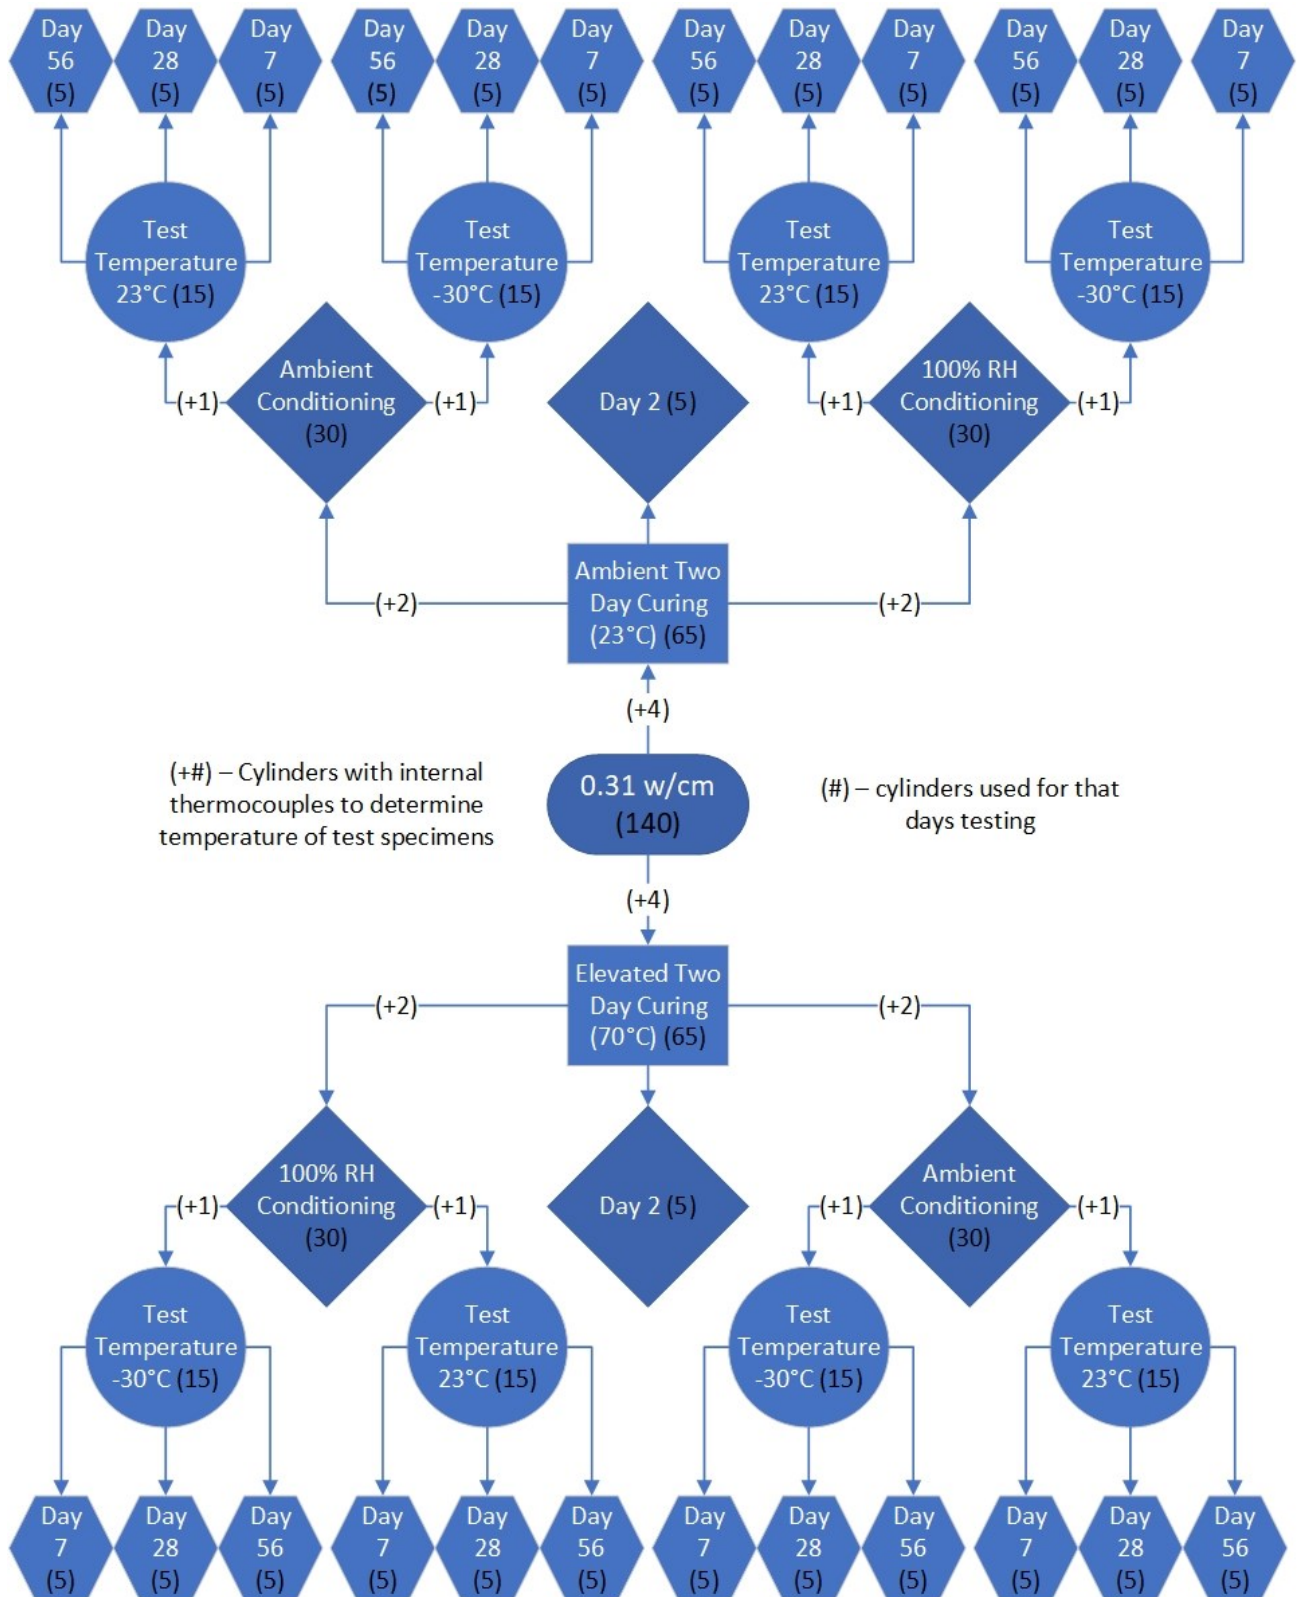 Day
56
(5)
Day
28
(5)
Day
7
(5)
Day
56
(5)
Day
28
(5)
Day
7
(5)
Day
56
(5)
Day
28
(5)
Day
7
(5)
Day
56
(5)
Day
28
(5)
Day
7
(5)
Test
Temperature
23°C (15)
Test
Temperature
-30°C (15)
Test
Temperature
23°C (15)
Test
Temperature
-30°C (15)
(+1)
Ambient
Conditioning
(30)
(+1)
Day 2 (5)
(+1)
100% RH
Conditioning
(30)
(+1)
(+2)
Ambient Two
Day Curing
(23°C) (65)
(+2)
(+4)
(+#) – Cylinders with internal
thermocouples to determine
temperature of test specimens
0.31 w/cm
(140)
(#) – cylinders used for that
days testing
(+4)
(+2)
Elevated Two
Day Curing
(70°C) (65)
(+2)
(+1)
100% RH
Conditioning
(30)
(+1)
Day 2 (5)
(+1)
Ambient
Conditioning
(30)
(+1)
Test
Temperature
-30°C (15)
Test
Temperature
23°C (15)
Test
Temperature
-30°C (15)
Test
Temperature
23°C (15)
Day
7
(5)
Day
28
(5)
Day
56
(5)
Day
7
(5)
Day
28
(5)
Day
56
(5)
Day
7
(5)
Day
28
(5)
Day
56
(5)
Day
7
(5)
Day
28
(5)
Day
56
(5)